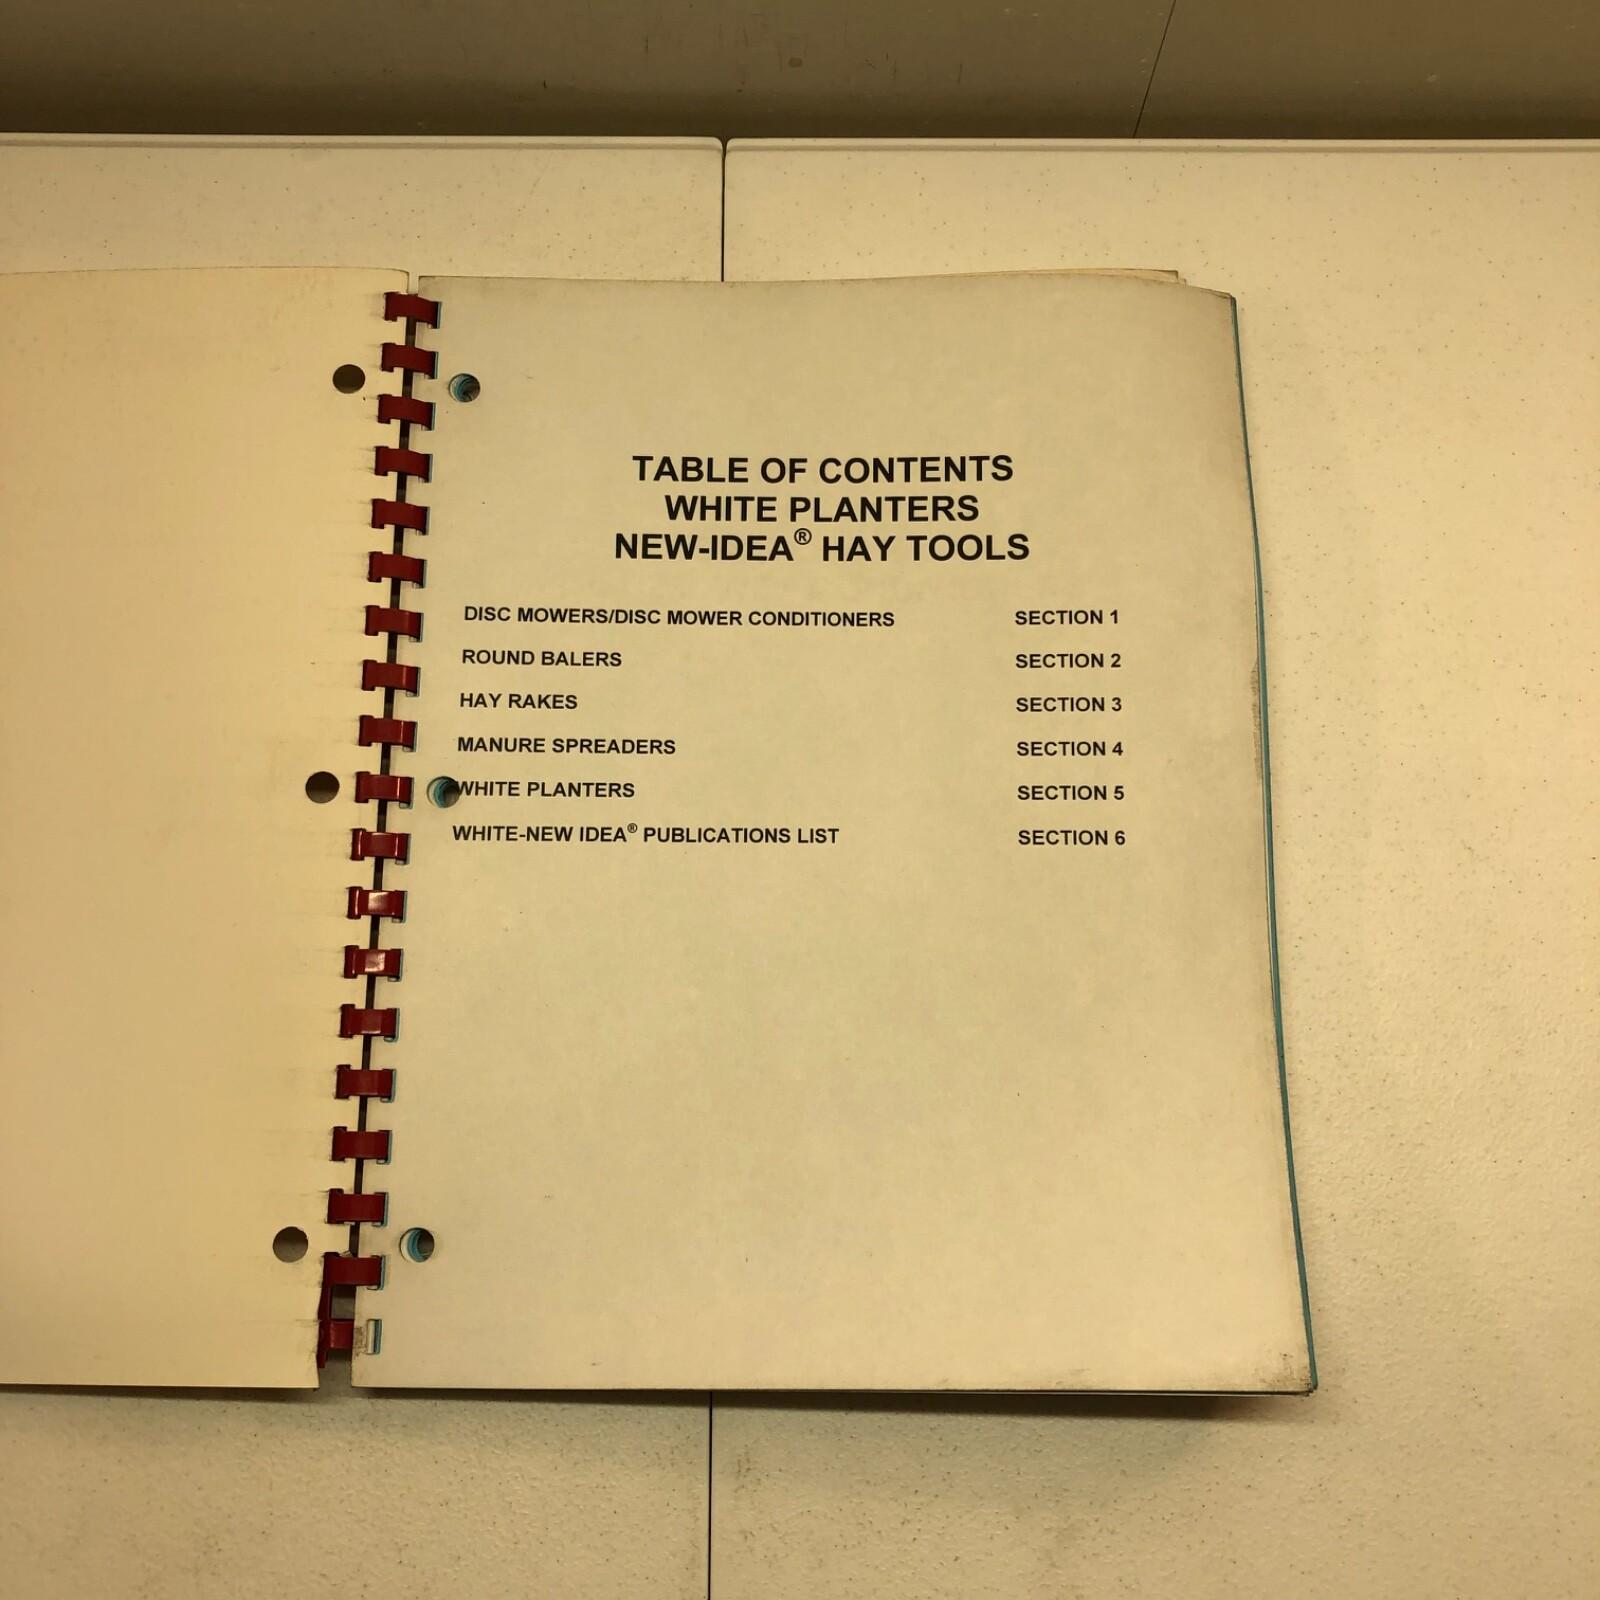 TABLE OF CONTENTS
WHITE PLANTERS
NEW-IDEA® HAY TOOLS
DISC MOWERS/DISC MOWER CONDITIONERS SECTION 1
ROUND BALERS SECTION 2
HAY RAKES SECTION 3
MANURE SPREADERS SECTION 4
WHITE PLANTERS SECTION 5
WHITE-NEW IDEA® PUBLICATIONS LIST SECTION 6